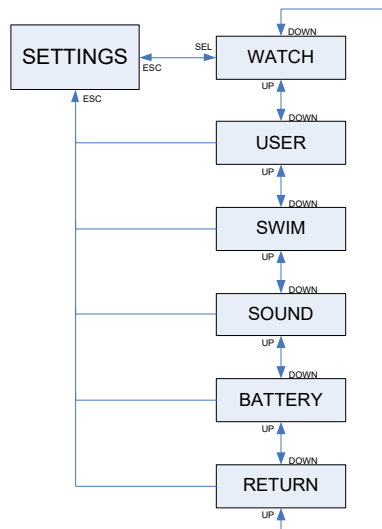 DOWN
SETTINGS
SEL
WATCH
ESC
UP
ESC
DOWN
USER
UP
DOWN
SWIM
UP
DOWN
SOUND
UP
DOWN
BATTERY
UP
DOWN
RETURN
UP